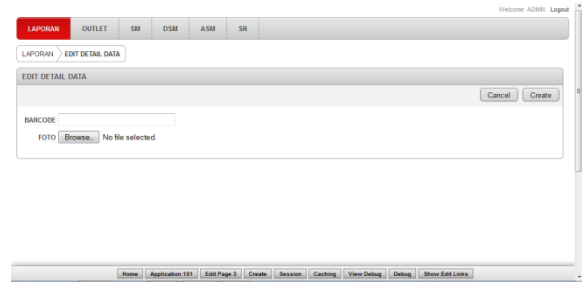 Welcome: ADMIN Logout
LAPORAN OUTLET SM DSM ASM SR
LAPORAN EDIT DETAIL DATA
EDIT DETAIL DATA
Cancel Create
BARCODE
FOTO Browse.. No file selected.
Home Application 101 Edit Page 3 Create Session Caching View Debug Debug Show Edit Links